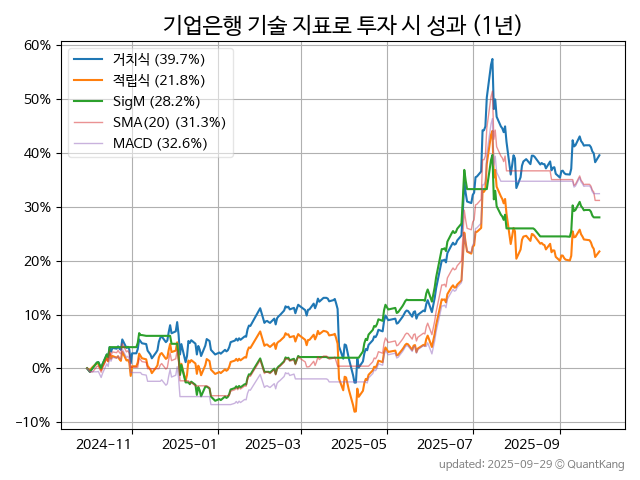 기업은행 기술 지표로 투자 시 성과 (1년)
거치식 (39.7%)
적립식 (21.8%)
SigM (28.2%)
SMA(20) (31.3%)
MACD (32.6%)
60%
50%
40%
30%
20%
10%
0%
−10%
2024-11 2025-01 2025-03 2025-05 2025-07 2025-09
updated: 2025-09-29 © QuantKang